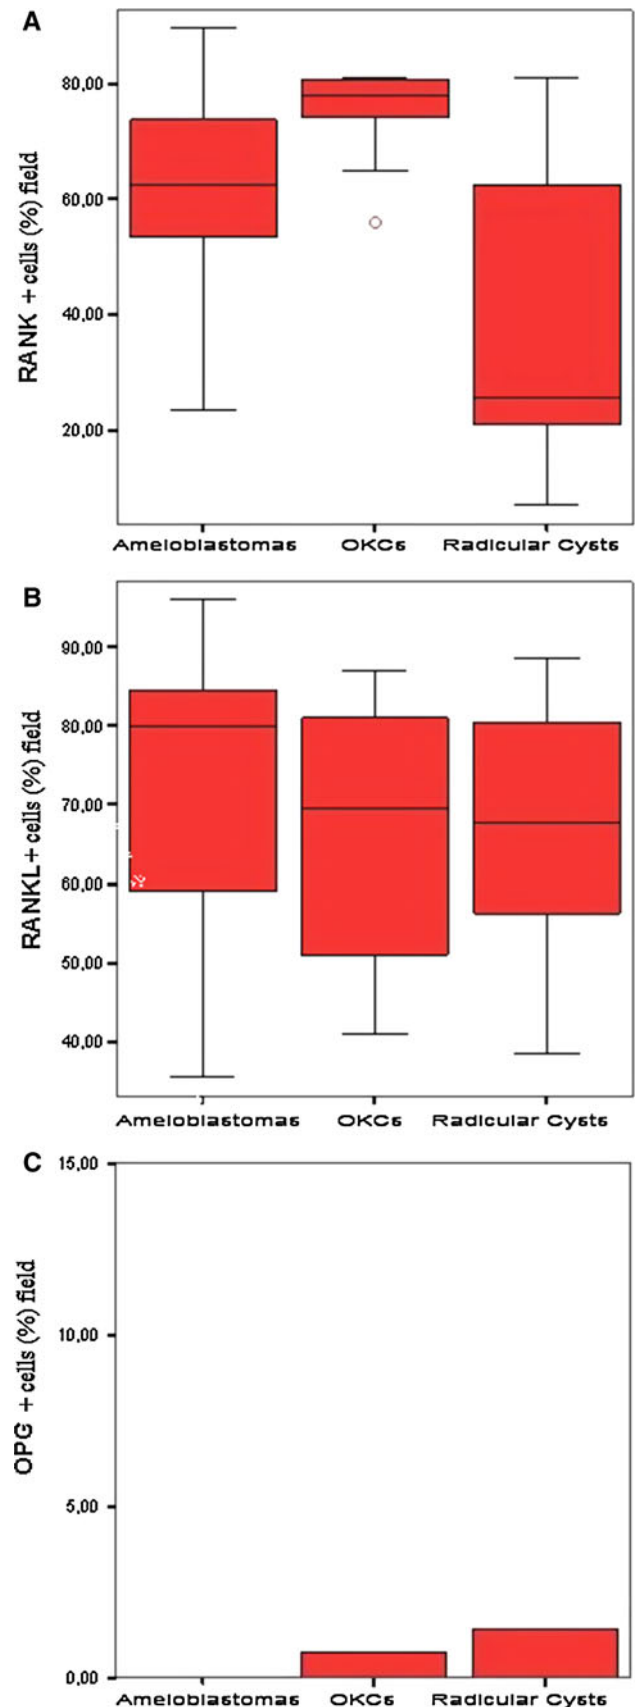 A
RANK + cells (%) field
80,00
60,00
40,00
20,00
Ameloblastomas OKCs Radicular Cysts
B
RANKL+ cells (%) field
90,00
80,00
70,00
60,00
50,00
40,00
Ameloblastomas OKCs Radicular Cysts
C
OPG + cells (%) field
15,00
10,00
5,00
0,00
Ameloblastomas OKCs Radicular Cysts